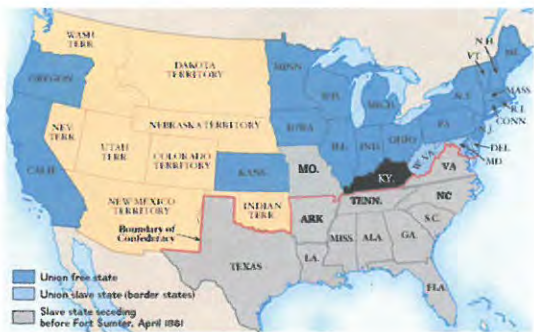 WASH
TERR.
OREGON
DAKOTA
TERRITORY
MINN
WIS.
MICH
VT.
N.H.
ME.
MASS
R.I.
CONN.
N.Y.
PA.
N.J.
DEL
MD
NEV.
TERR.
UTAH
TERR.
NEBRASKA TERRITORY
COLORADO
TERRITORY
IOWA
ILL
IND.
OHIO
W. VA.
VA
CALIF.
KANS.
MO.
KY.
NEW MEXICO
TERRITORY
INDIAN
TERR.
ARK
TENN.
NC
S.C.
Boundary of
Confederacy
TEXAS
LA.
MISS
ALA
GA.
FLA.
Union free state
Union slave state (border states)
Slave state seceding
before Fort Sumter, April 1881